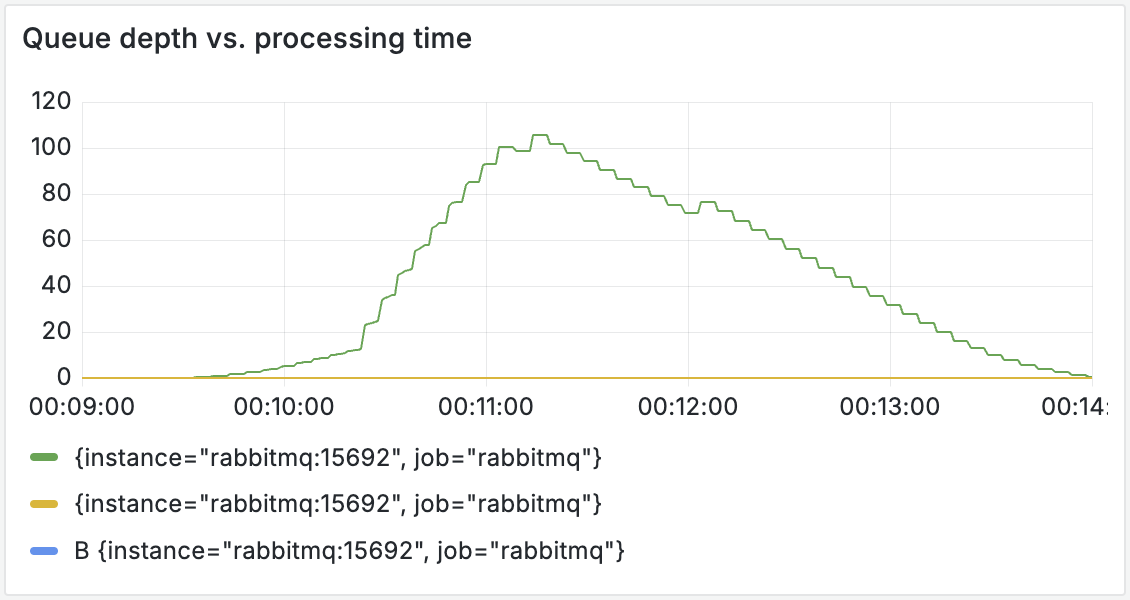 Queue depth vs. processing time
120
100
80
60
40
20
0
00:09:00 00:10:00 00:11:00 00:12:00 00:13:00 00:14:
{instance="rabbitmq:15692", job="rabbitmq"}
{instance="rabbitmq:15692", job="rabbitmq"}
B {instance="rabbitmq:15692", job="rabbitmq"}